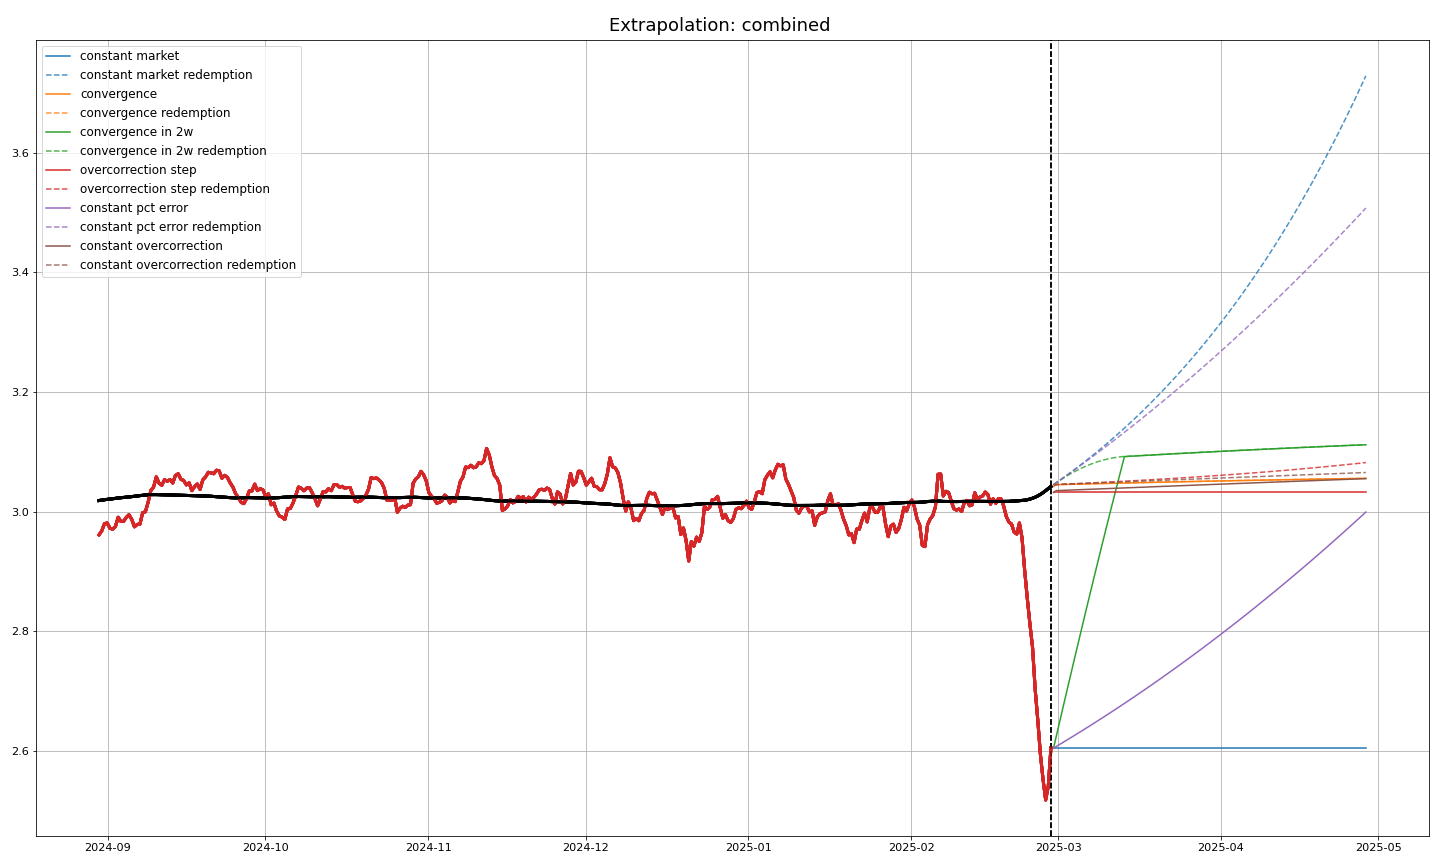 Extrapolation: combined
constant market
constant market redemption
convergence
convergence redemption
convergence in 2w
convergence in 2w redemption
overcorrection step
overcorrection step redemption
constant pct error
constant pct error redemption
constant overcorrection
constant overcorrection redemption
3.6
3.4
3.2
3.0
2.8
2.6
2024-09 2024-10 2024-11 2024-12 2025-01 2025-02 2025-03 2025-04 2025-05